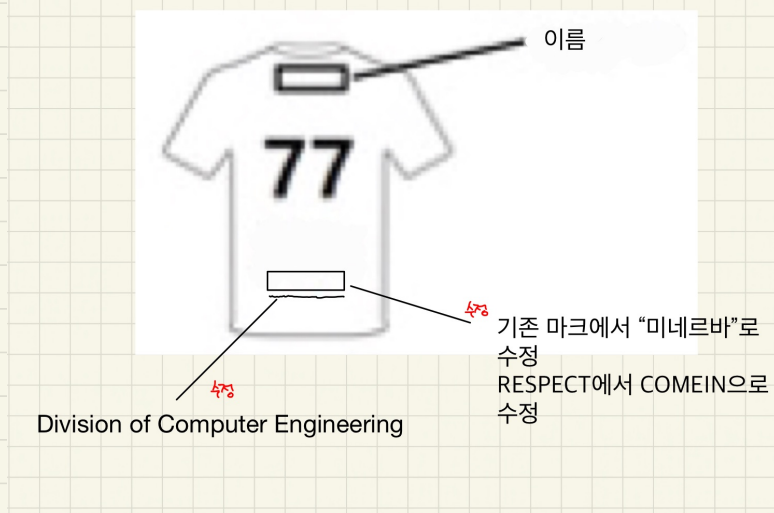 이름
77
수정
기존 마크에서 “미네르바”로
수정
RESPECT에서 COMEIN으로
수정
수정
Division of Computer Engineering